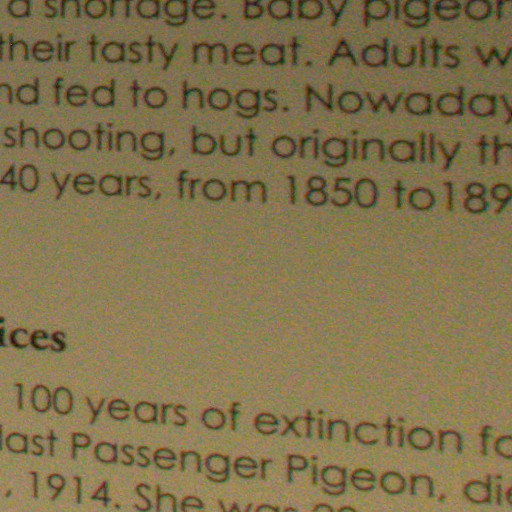 a shortage. Baby pigeon
their tasty meat. Adults w
nd fed to hogs. Nowaday
shooting, but originally th
40 years, from 1850 to189
ices
100 years of extinction fo
last Passenger Pigeon, die
, 1914. She was